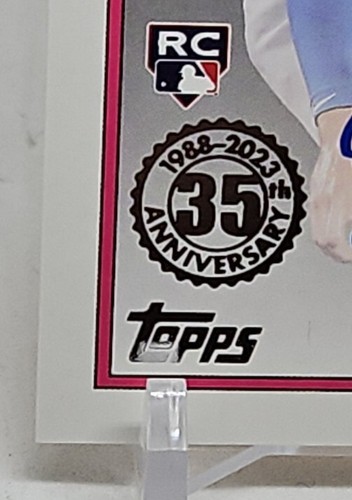 RC
1988-2023
35th
ANNIVERSARY
Topps